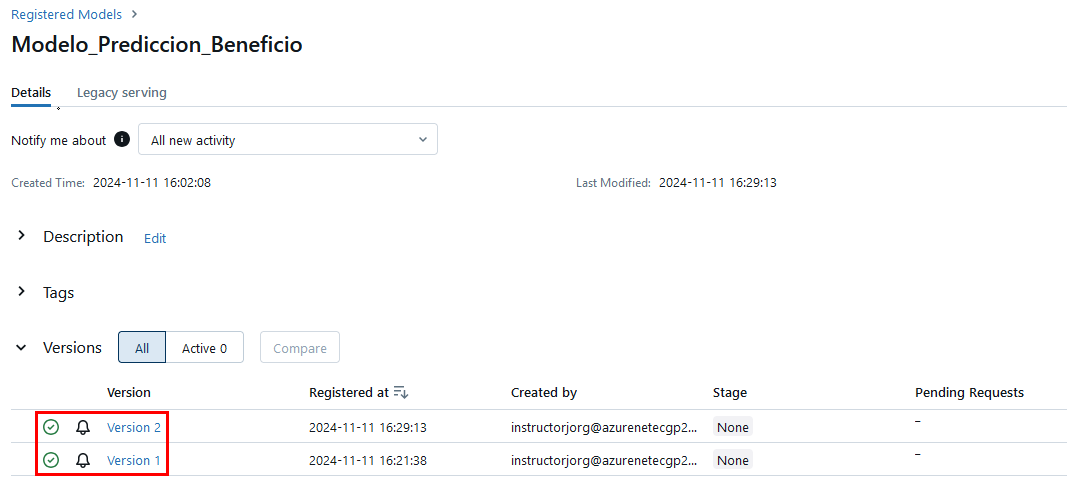 Registered Models >
Modelo_Prediccion_Beneficio
Details Legacy serving
Notify me about i All new activity
Created Time: 2024-11-11 16:02:08 Last Modified: 2024-11-11 16:29:13
Description Edit
Tags
Versions All Active 0 Compare
Version Registered at Created by Stage Pending Requests
Version 2 2024-11-11 16:29:13 instructorjorg@azurenetecgp2... None –
Version 1 2024-11-11 16:21:38 instructorjorg@azurenetecgp2... None –